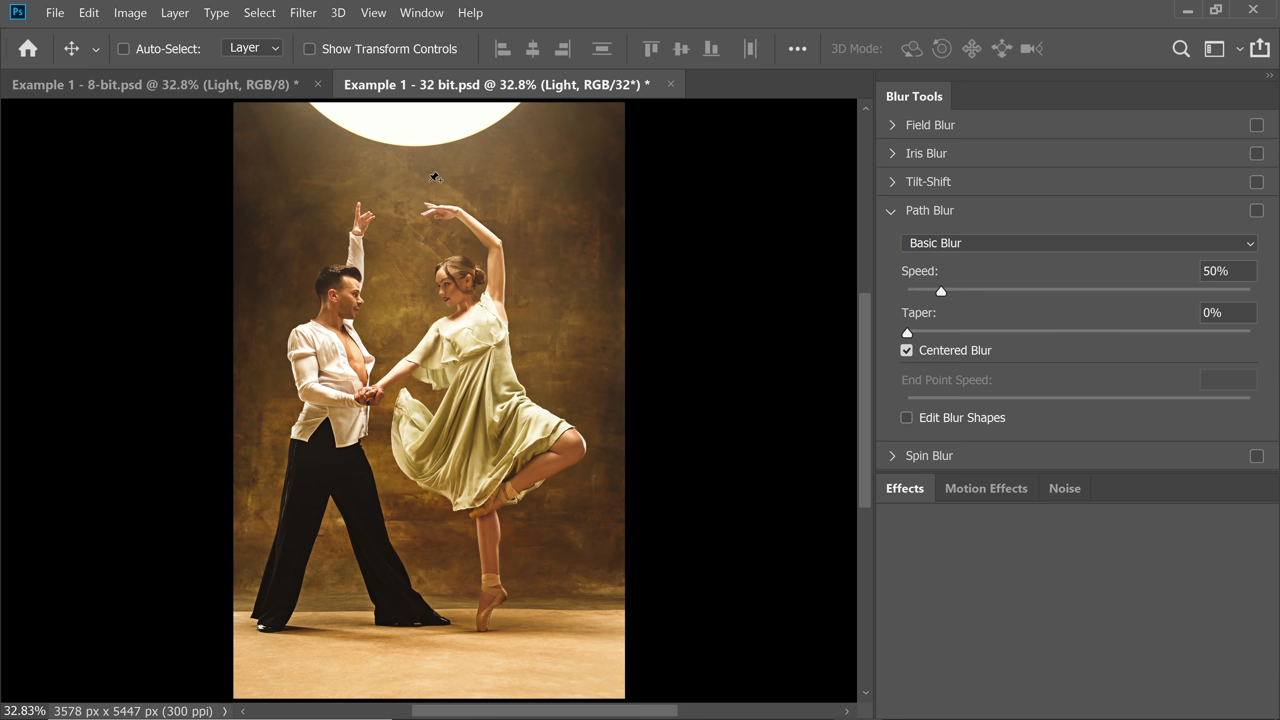 Ps File Edit Image Layer Type Select Filter 3D View Window Help
Auto-Select: Layer Show Transform Controls 3D Mode:
Example 1 - 8-bit.psd @ 32.8% (Light, RGB/8) * Example 1 - 32 bit.psd @ 32.8% (Light, RGB/32*) *
Blur Tools
Field Blur
Iris Blur
Tilt-Shift
Path Blur
Basic Blur
Speed: 50%
Taper: 0%
Centered Blur
End Point Speed:
Edit Blur Shapes
Spin Blur
Effects Motion Effects Noise
32.83% 3578 px x 5447 px (300 ppi)